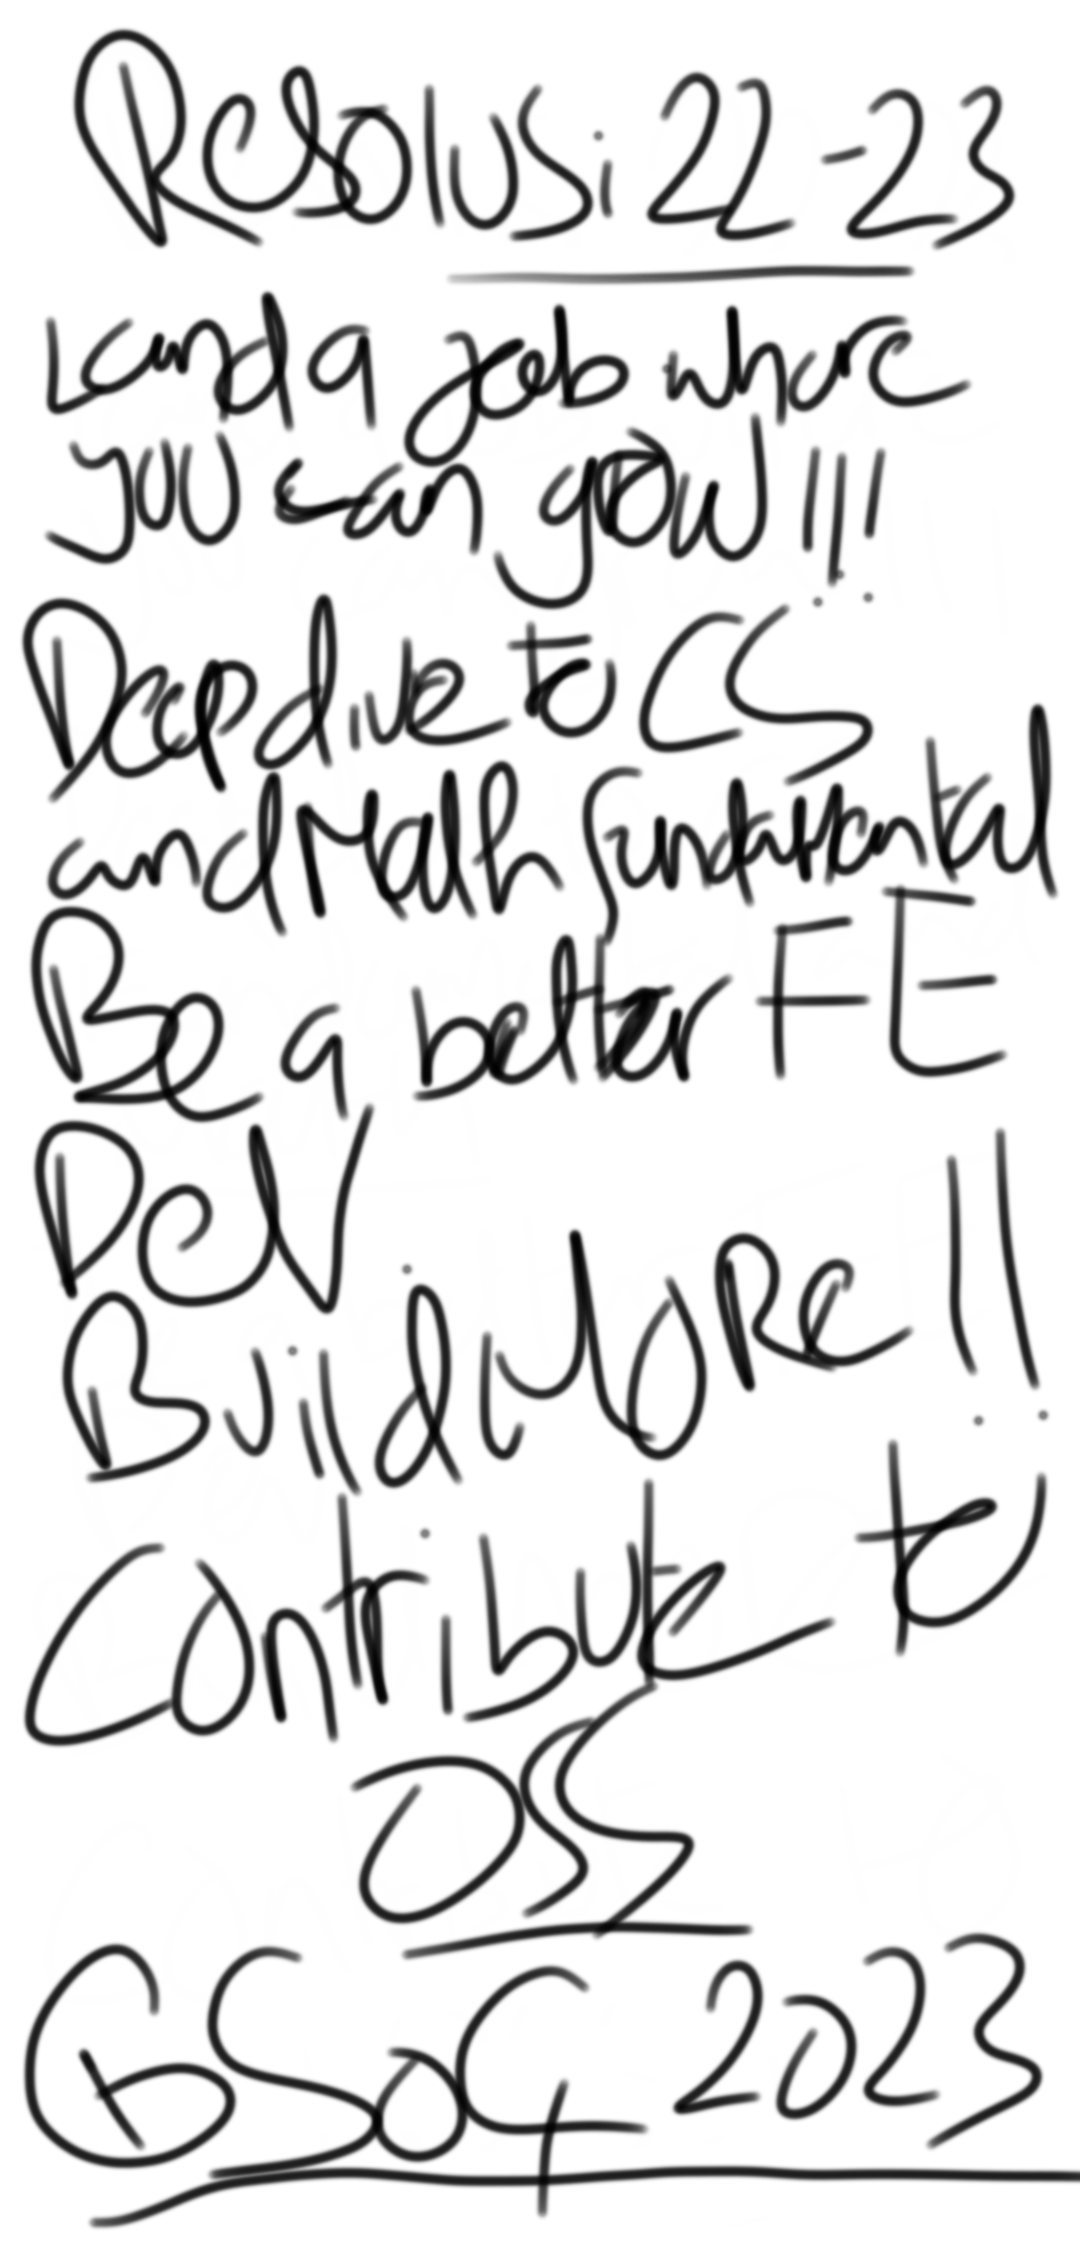 Resolusi 22-23
Land a job where
you can grow !!!
Deep dive to CS
and Math fundamental
Be a better FE
Dev.
Build More !!
Contribute to
OSS
GSoC 2023